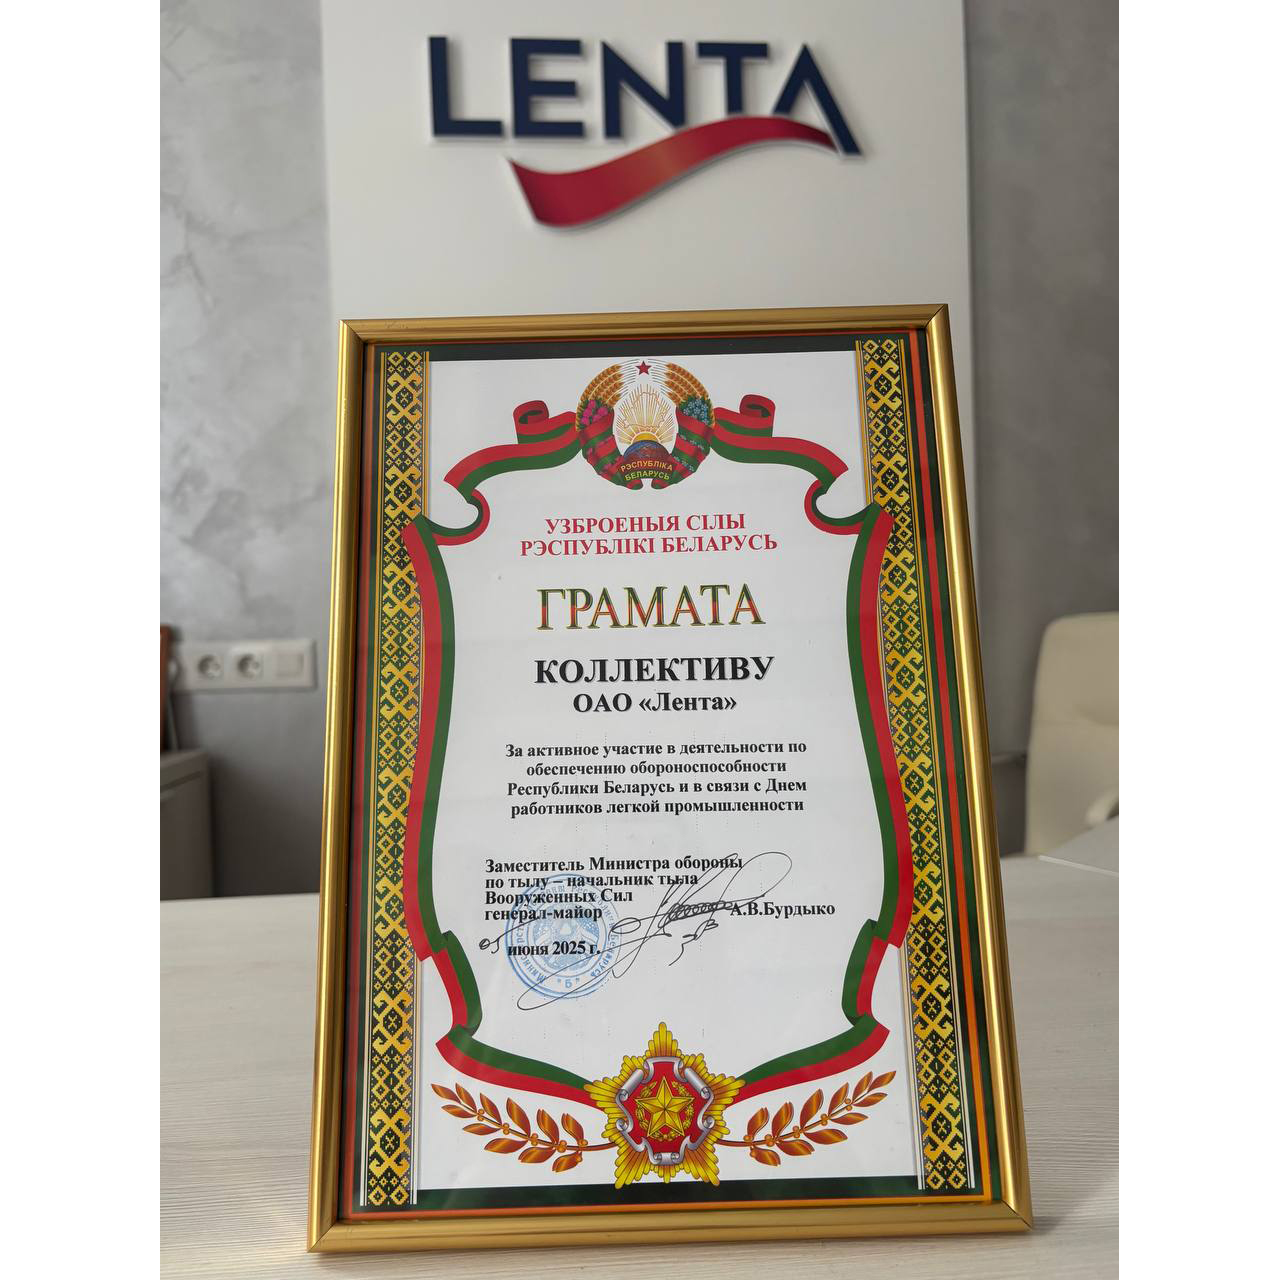 LENTA
РЭСПУБЛІКА
БЕЛАРУСЬ
УЗБРОЕНЫЯ СІЛЫ
РЭСПУБЛІКІ БЕЛАРУСЬ
ГРАМАТА
КОЛЛЕКТИВУ
ОАО «Лента»
За активное участие в деятельности по
обеспечению обороноспособности
Республики Беларусь и в связи с Днем
работников легкой промышленности
Заместитель Министра обороны
по тылу – начальник тыла
Вооруженных Сил
генерал-майор
А.В.Бурдыко
05 июня 2025 г.